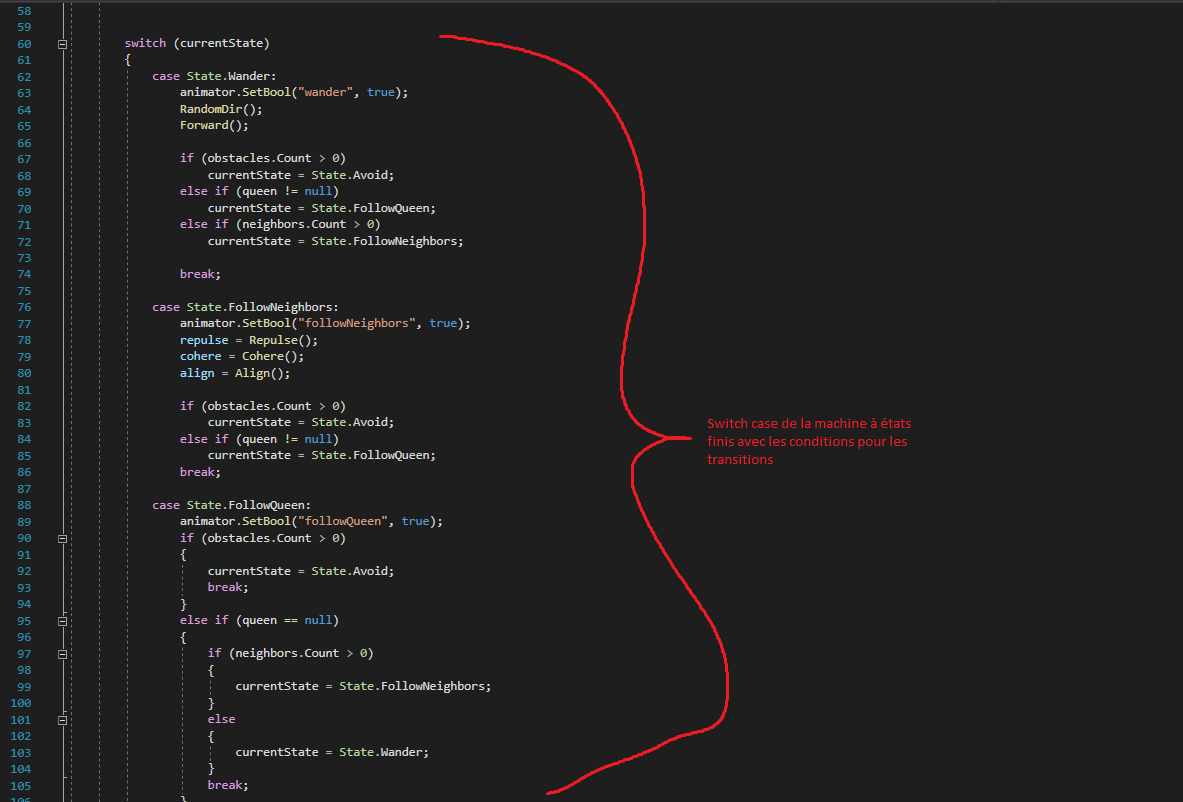 58
59
60 switch (currentState)
61 {
62 case State.Wander:
63 animator.SetBool("wander", true);
64 RandomDir();
65 Forward();
66
67 if (obstacles.Count > 0)
68 currentState = State.Avoid;
69 else if (queen != null)
70 currentState = State.FollowQueen;
71 else if (neighbors.Count > 0)
72 currentState = State.FollowNeighbors;
73
74 break;
75
76 case State.FollowNeighbors:
77 animator.SetBool("followNeighbors", true);
78 repulse = Repulse();
79 cohere = Cohere();
80 align = Align();
81
82 if (obstacles.Count > 0)
83 currentState = State.Avoid;
84 else if (queen != null)
85 currentState = State.FollowQueen;
86 break;
87
88 case State.FollowQueen:
89 animator.SetBool("followQueen", true);
90 if (obstacles.Count > 0)
91 {
92 currentState = State.Avoid;
93 break;
94 }
95 else if (queen == null)
96 {
97 if (neighbors.Count > 0)
98 {
99 currentState = State.FollowNeighbors;
100 }
101 else
102 {
103 currentState = State.Wander;
104 }
105 break;
106 }
Switch case de la machine à états
finis avec les conditions pour les
transitions